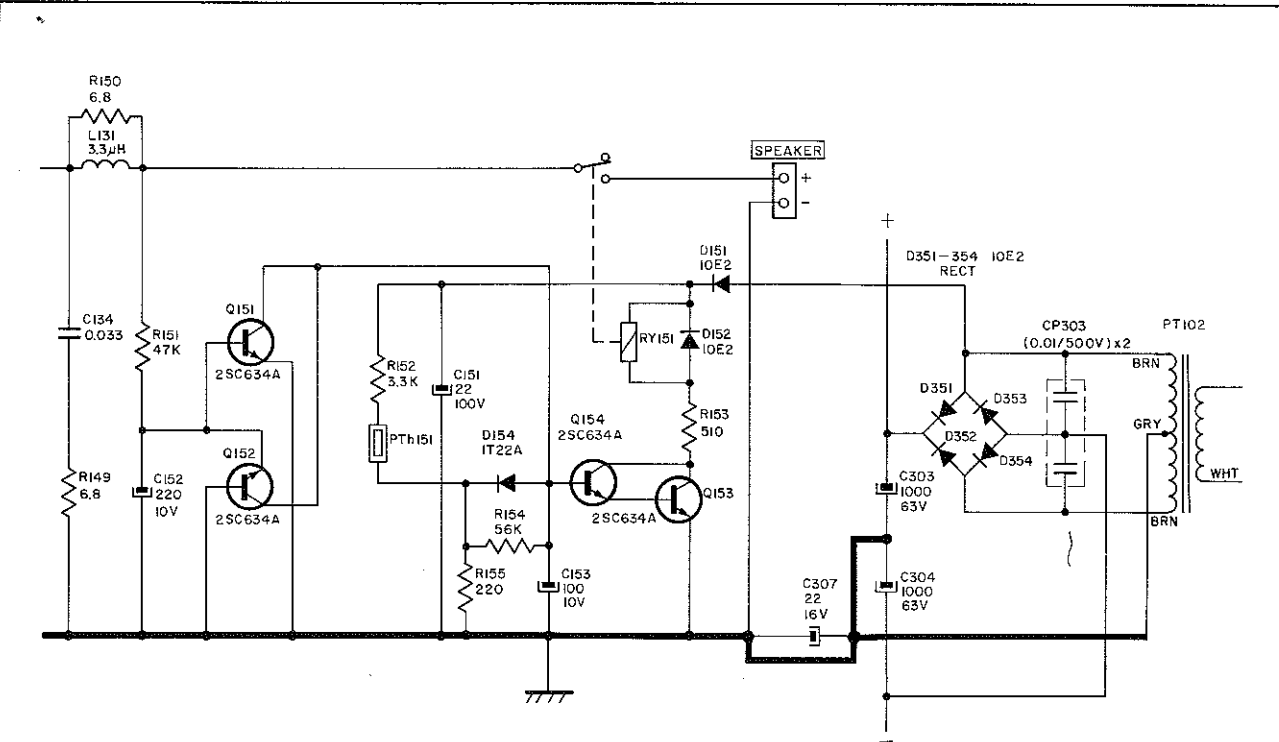 R150
6.8
L131
3.3µH
SPEAKER
+
-
+
D351-354 10E2
RECT
D151
10E2
CP303
(0.01/500V)x2
PT102
C134
0.033
R151
47K
Q151
2SC634A
RY151
D152
10E2
BRN
R152
3.3K
C151
22
100V
D351
D353
Q154
2SC634A
R153
510
GRY
PTh151
D154
1T22A
D352
D354
Q152
2SC634A
C152
220
10V
R149
6.8
Q153
2SC634A
C303
1000
63V
WHT
BRN
R154
56K
R155
220
C153
100
10V
C307
22
16V
C304
1000
63V
-